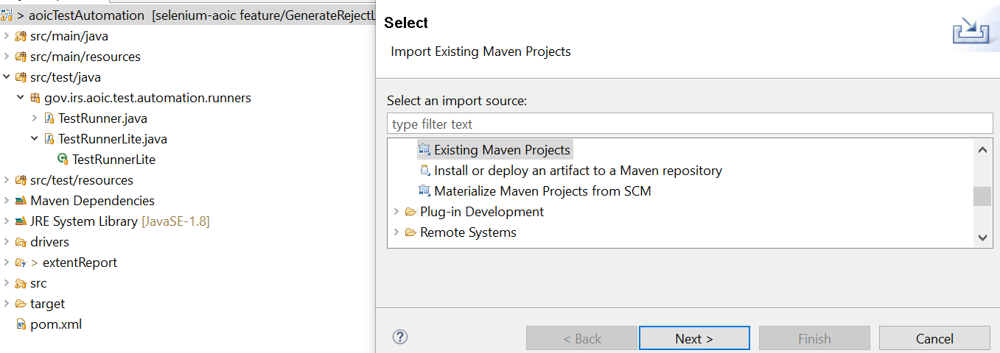 > aoicTestAutomation [selenium-aoic feature/GenerateRejectL
> src/main/java
> src/main/resources
src/test/java
gov.irs.aoic.test.automation.runners
> TestRunner.java
TestRunnerLite.java
TestRunnerLite
> src/test/resources
> Maven Dependencies
> JRE System Library [JavaSE-1.8]
> drivers
> > extentReport
> src
> target
pom.xml
Select
Import Existing Maven Projects
Select an import source:
type filter text
Existing Maven Projects
Install or deploy an artifact to a Maven repository
Materialize Maven Projects from SCM
> Plug-in Development
> Remote Systems
? < Back Next > Finish Cancel